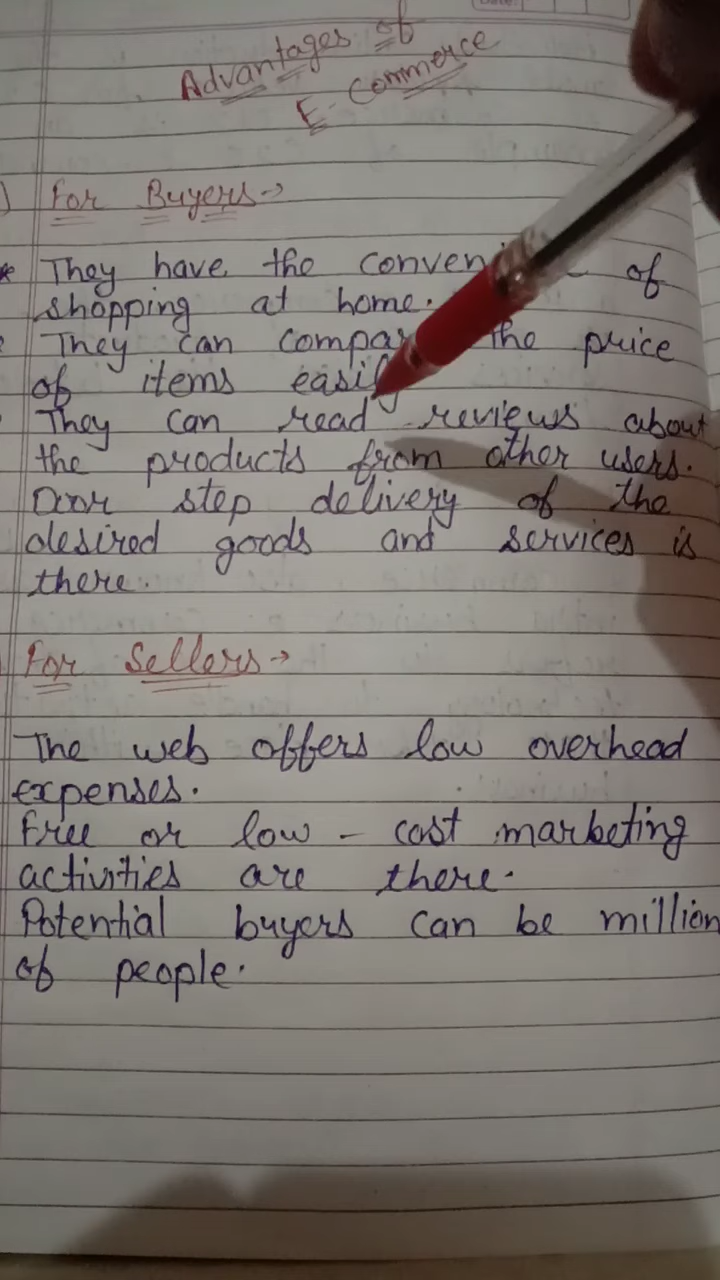 Advantages of
E-Commerce
) For Buyers→
* They have the conveni of
shopping at home.
They can compa the price
of items easil
They can read reviews about
the products from other users.
Door step delivery of the
desired goods and services is
there.
For Sellers→
The web offers low overhead
expenses.
Free or low-cost marketing
activities are there.
Potential buyers can be million
of people.